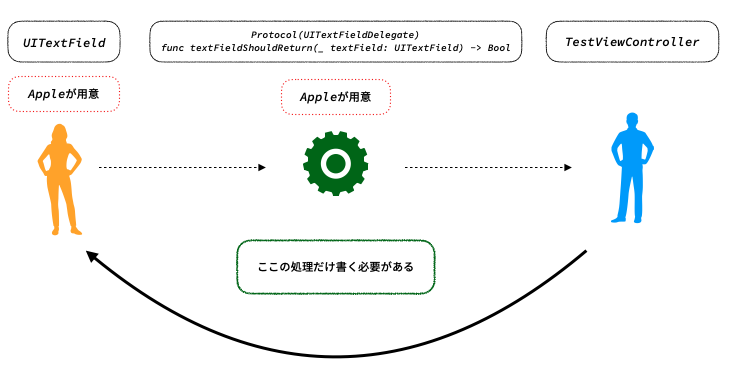 UITextField
Protocol(UITextFieldDelegate)
func textFieldShouldReturn(_ textField: UITextField) -> Bool
TestViewController
Appleが用意
Appleが用意
ここの処理だけ書く必要がある